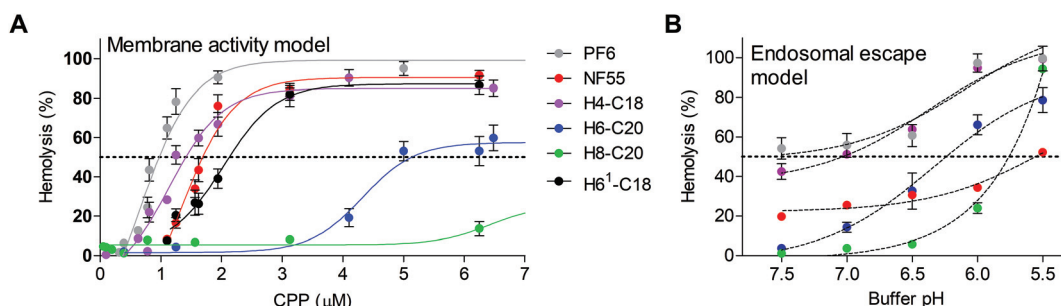 A
Membrane activity model
Hemolysis (%)
100
80
60
40
20
0
0 1 2 3 4 5 6 7
CPP (μM)
PF6
NF55
H4-C18
H6-C20
H8-C20
H6¹-C18
B
Endosomal escape
model
Hemolysis (%)
100
80
60
40
20
0
7.5 7.0 6.5 6.0 5.5
Buffer pH